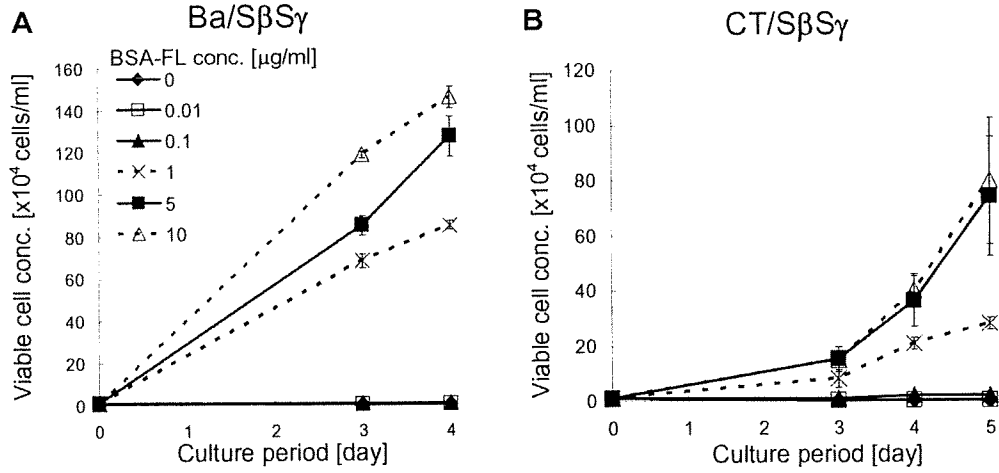 A
Ba/SβSγ
BSA-FL conc. [μg/ml]
0
0.01
0.1
1
5
10
Viable cell conc. [x10⁴ cells/ml]
160
140
120
100
80
60
40
20
0
0 1 2 3 4
Culture period [day]
B
CT/SβSγ
Viable cell conc. [x10⁴ cells/ml]
120
100
80
60
40
20
0
0 1 2 3 4 5
Culture period [day]